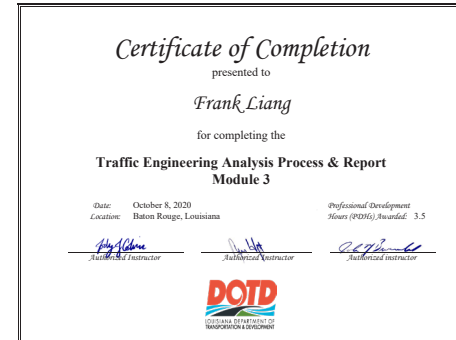 Certificate of Completion
presented to
Frank Liang
for completing the
Traffic Engineering Analysis Process & Report
Module 3
Date: October 8, 2020
Location: Baton Rouge, Louisiana
Professional Development
Hours (PDHs) Awarded: 3.5
Authorized Instructor
Authorized Instructor
Authorized instructor
DOTD
LOUISIANA DEPARTMENT OF
TRANSPORTATION & DEVELOPMENT